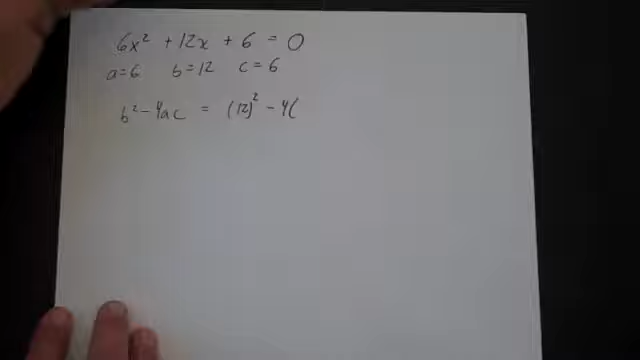 6x² + 12x + 6 = 0
a=6 b=12 c=6
b² - 4ac = (12)² - 4(